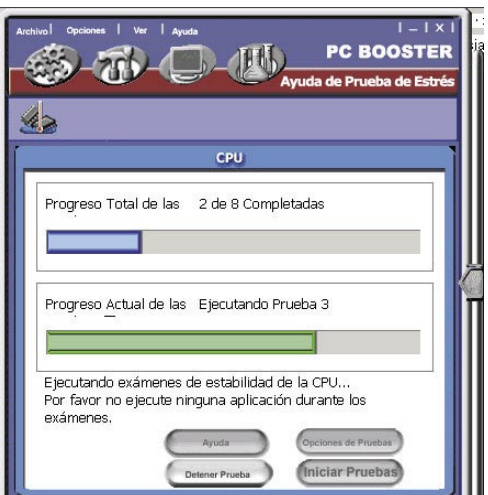 Archivo Opciones Ver Ayuda
PC BOOSTER
Ayuda de Prueba de Estrés
CPU
Progreso Total de las 2 de 8 Completadas
Progreso Actual de las Ejecutando Prueba 3
Ejecutando exámenes de estabilidad de la CPU...
Por favor no ejecute ninguna aplicación durante los
exámenes.
Ayuda Opciones de Pruebas
Detener Prueba Iniciar Pruebas